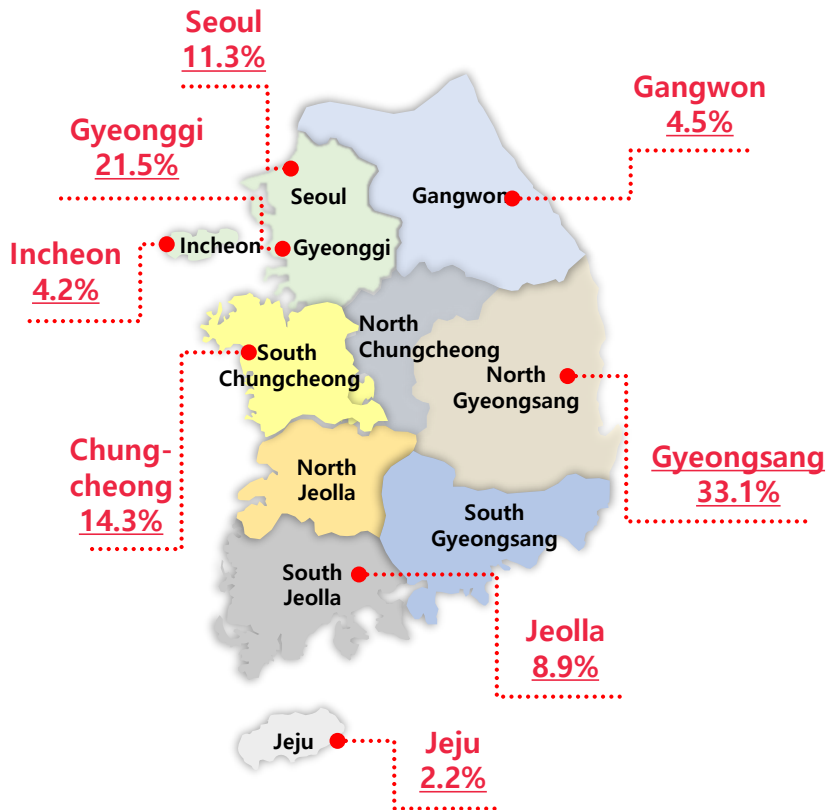 Seoul
11.3%
Gangwon
4.5%
Gyeonggi
21.5%
Seoul
Gangwon
Incheon
4.2%
Incheon
Gyeonggi
North
Chungcheong
South
Chungcheong
North
Gyeongsang
Chung-
cheong
14.3%
North
Jeolla
Gyeongsang
33.1%
South
Gyeongsang
South
Jeolla
Jeolla
8.9%
Jeju
Jeju
2.2%